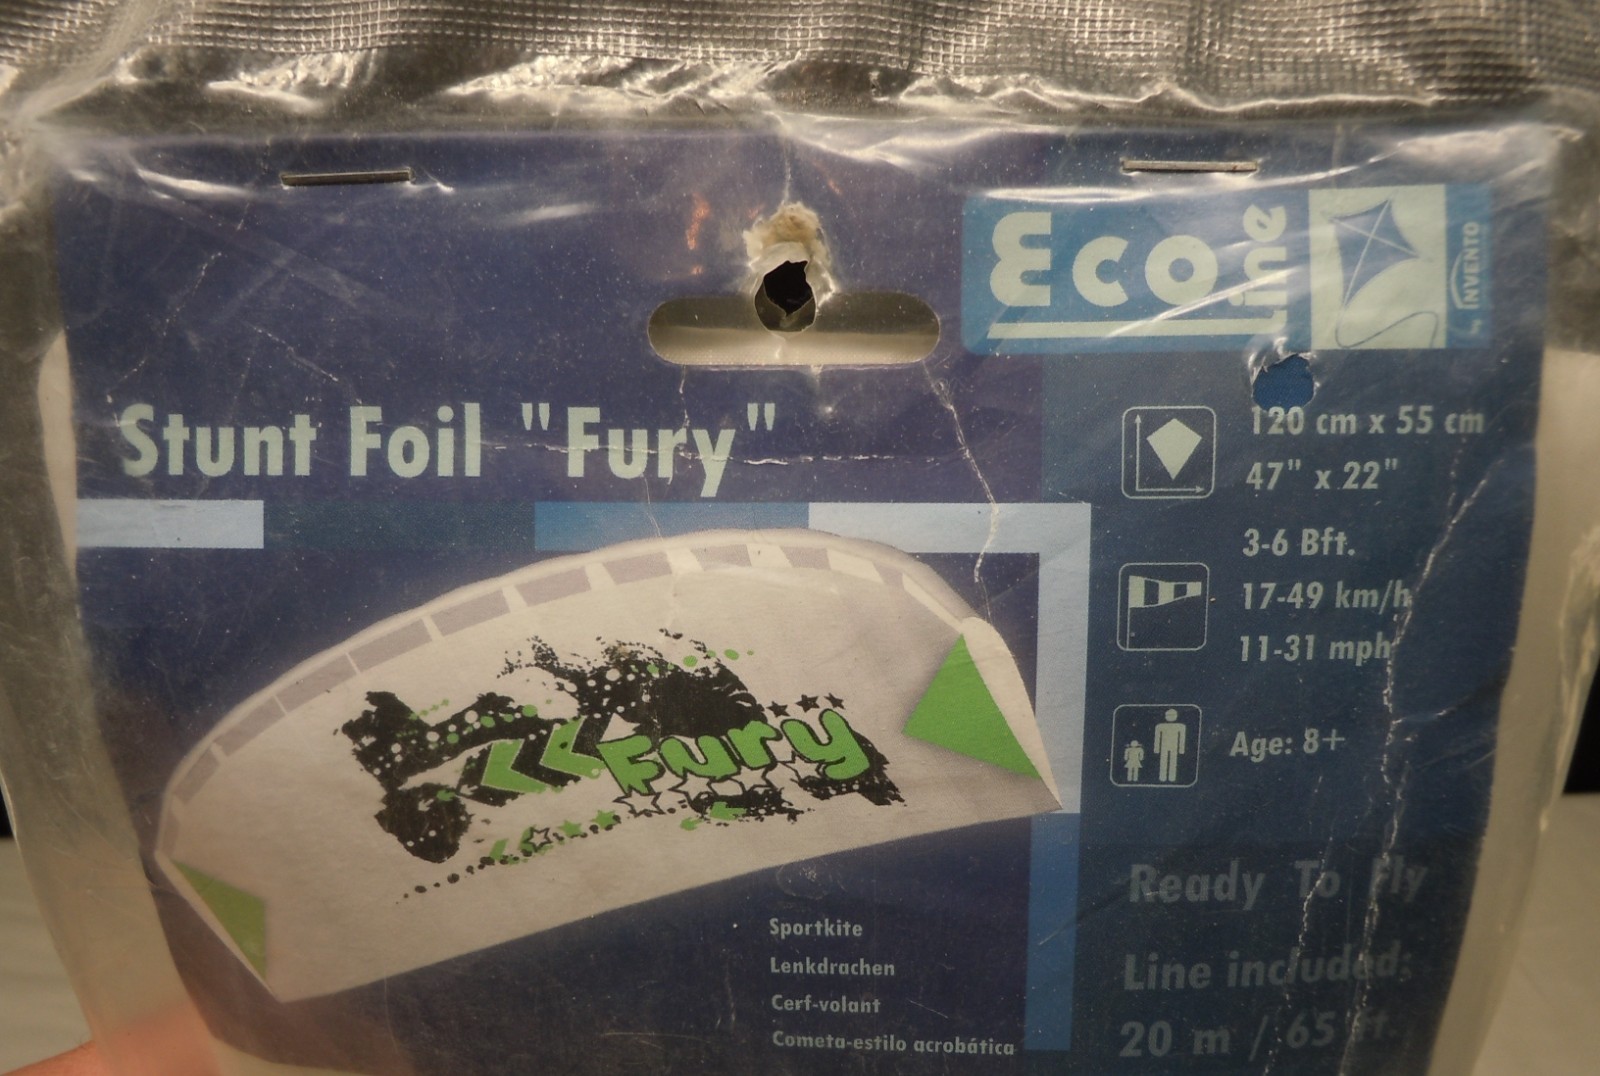 Eco Line
by INVENTO
Stunt Foil "Fury"
120 cm x 55 cm
47" x 22"
3-6 Bft.
17-49 km/h
11-31 mph
Fury
Age: 8+
Ready To Fly
Line included:
20 m / 65 ft.
Sportkite
Lenkdrachen
Cerf-volant
Cometa-estilo acrobática